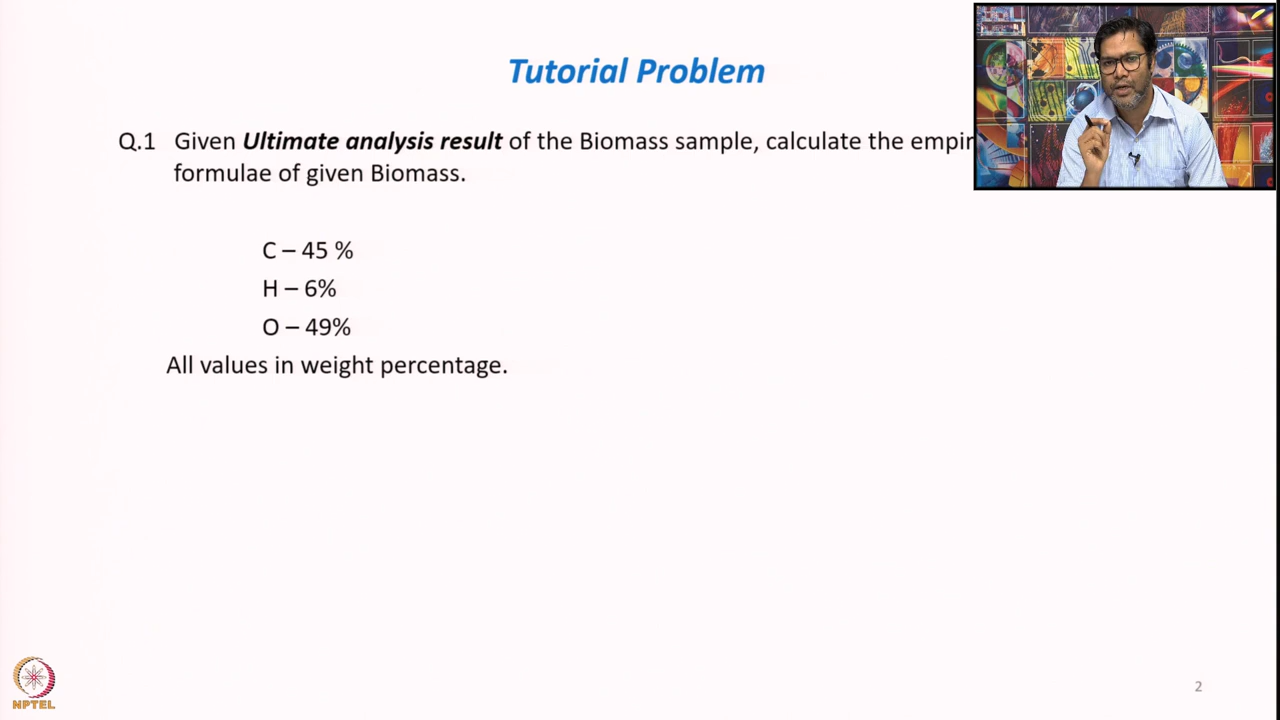 Tutorial Problem
Q.1 Given Ultimate analysis result of the Biomass sample, calculate the
formulae of given Biomass.
C – 45 %
H – 6%
O – 49%
All values in weight percentage.
NPTEL
2